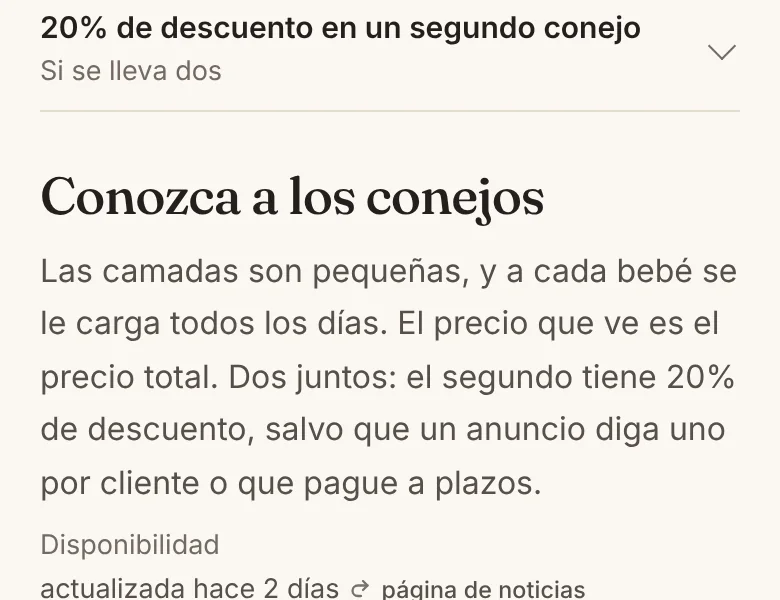 20% de descuento en un segundo conejo
Si se lleva dos
Conozca a los conejos
Las camadas son pequeñas, y a cada bebé se
le carga todos los días. El precio que ve es el
precio total. Dos juntos: el segundo tiene 20%
de descuento, salvo que un anuncio diga uno
por cliente o que pague a plazos.
Disponibilidad
actualizada hace 2 días página de noticias